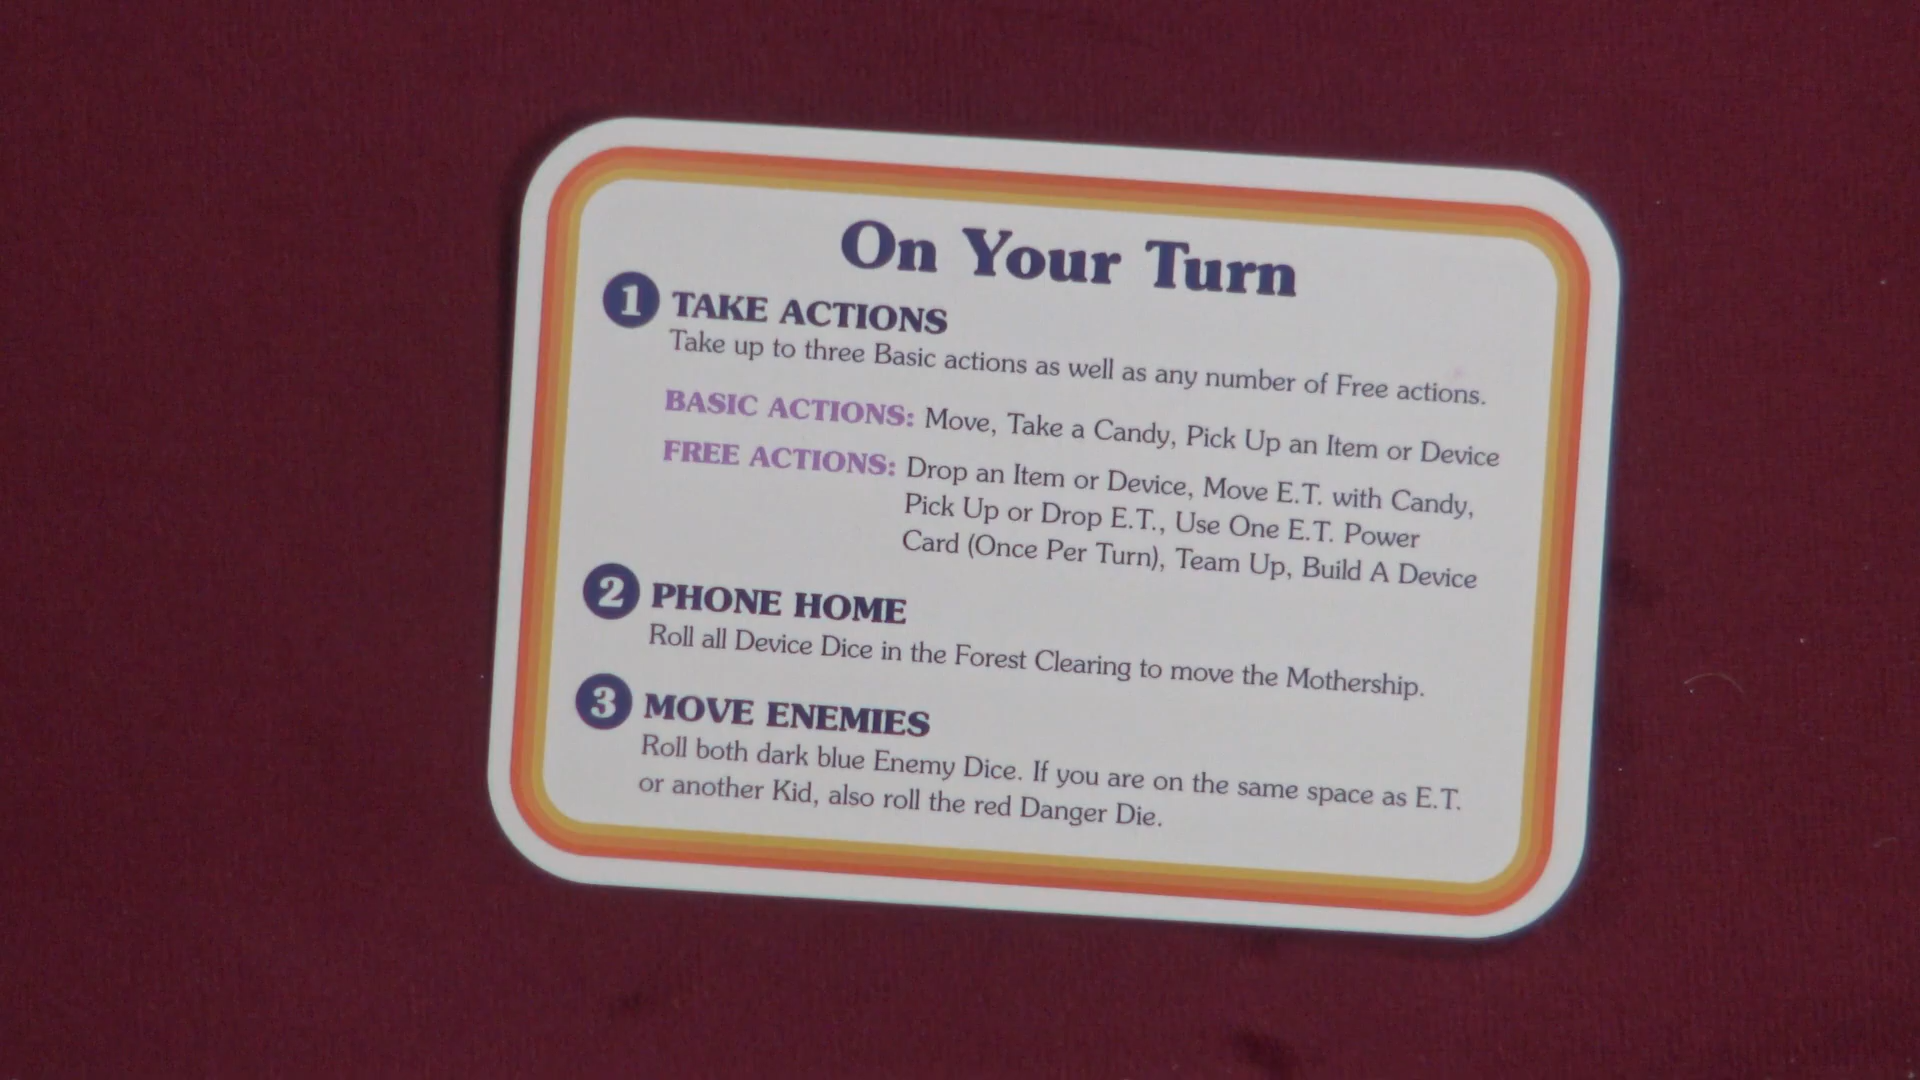 On Your Turn
1 TAKE ACTIONS
Take up to three Basic actions as well as any number of Free actions.
BASIC ACTIONS: Move, Take a Candy, Pick Up an Item or Device
FREE ACTIONS: Drop an Item or Device, Move E.T. with Candy,
Pick Up or Drop E.T., Use One E.T. Power
Card (Once Per Turn), Team Up, Build A Device
2 PHONE HOME
Roll all Device Dice in the Forest Clearing to move the Mothership.
3 MOVE ENEMIES
Roll both dark blue Enemy Dice. If you are on the same space as E.T.
or another Kid, also roll the red Danger Die.